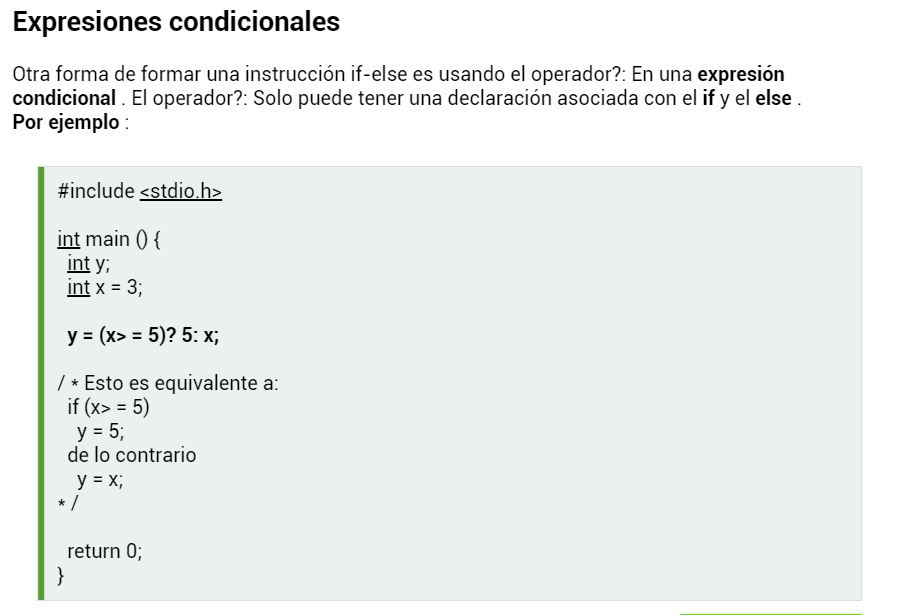 Expresiones condicionales
Otra forma de formar una instrucción if-else es usando el operador?: En una expresión
condicional . El operador?: Solo puede tener una declaración asociada con el if y el else .
Por ejemplo :
#include <stdio.h>
int main () {
int y;
int x = 3;
y = (x> = 5)? 5: x;
/ * Esto es equivalente a:
if (x> = 5)
y = 5;
de lo contrario
y = x;
* /
return 0;
}